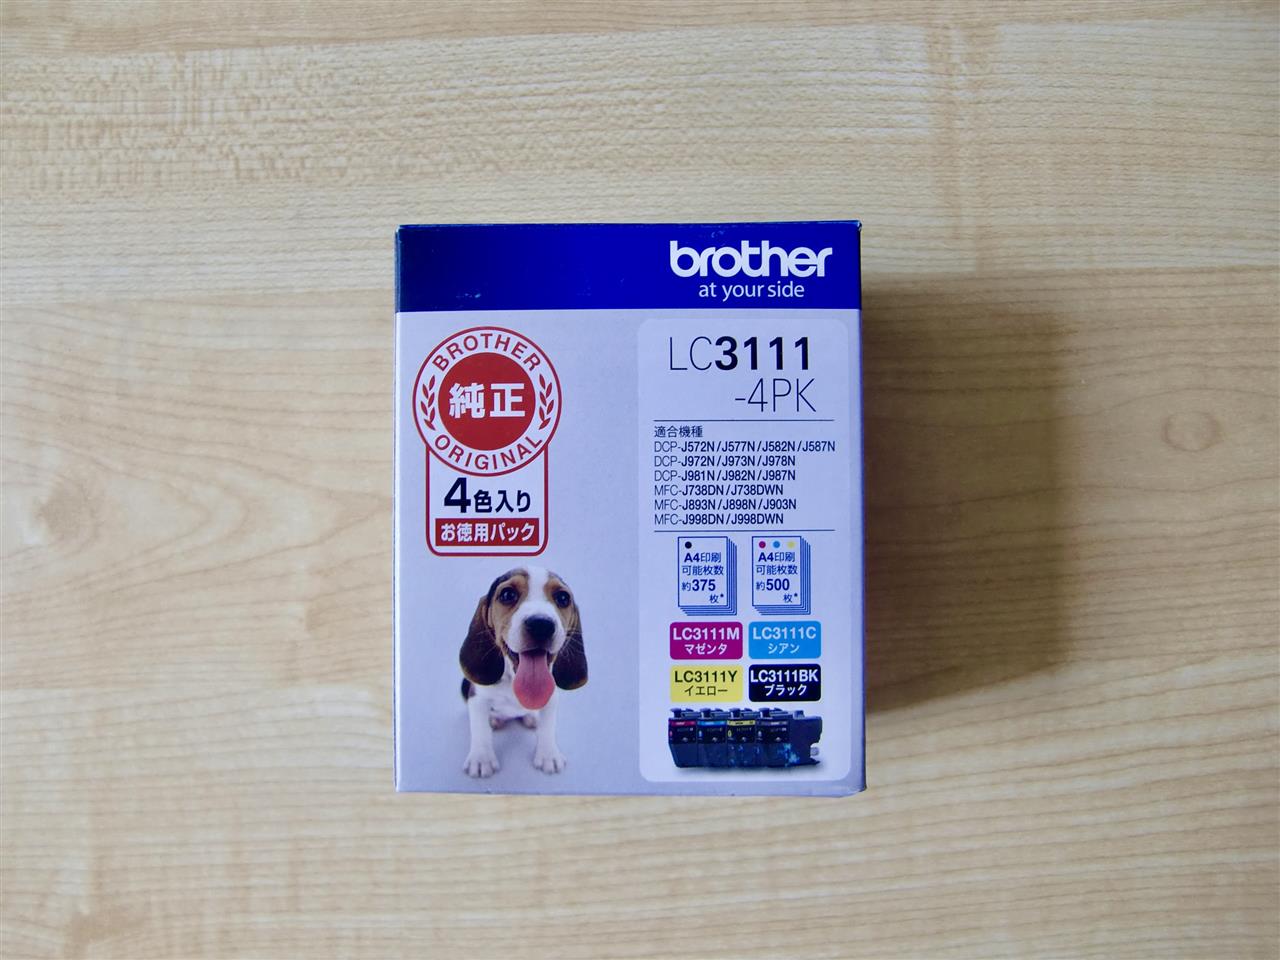 brother
at your side
BROTHER
純正
ORIGINAL
4色入り
お徳用パック
LC3111
-4PK
適合機種
DCP-J572N/J577N/J582N/J587N
DCP-J972N/J973N/J978N
DCP-J981N/J982N/J987N
MFC-J738DN/J738DWN
MFC-J893N/J898N/J903N
MFC-J998DN/J998DWN
A4印刷
可能枚数
約375
枚*
A4印刷
可能枚数
約500
枚*
LC3111M
マゼンタ
LC3111C
シアン
LC3111Y
イエロー
LC3111BK
ブラック